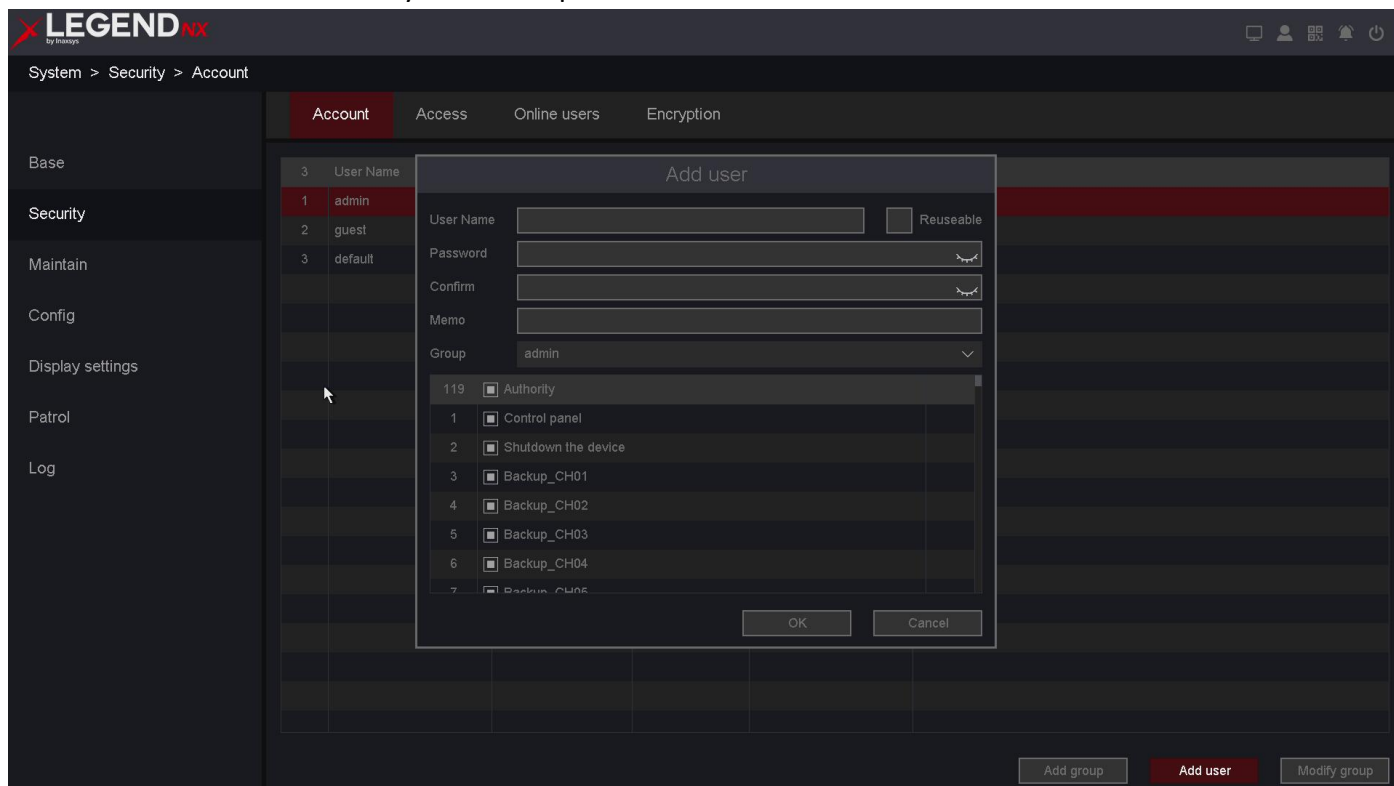 XLEGEND NX
by Inaxsys
System > Security > Account
Account Access Online users Encryption
Base
Security
Maintain
Config
Display settings
Patrol
Log
3 User Name
1 admin
2 guest
3 default
Add user
User Name Reuseable
Password
Confirm
Memo
Group admin
119 Authority
1 Control panel
2 Shutdown the device
3 Backup_CH01
4 Backup_CH02
5 Backup_CH03
6 Backup_CH04
7 Backup_CH05
OK Cancel
Add group Add user Modify group